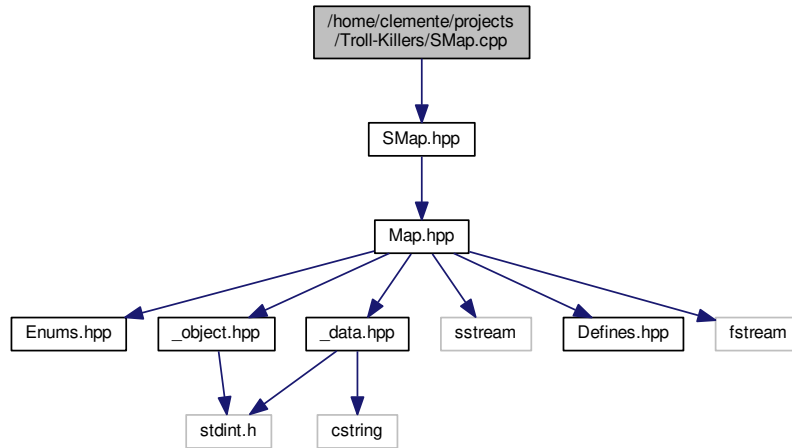 /home/clemente/projects
/Troll-Killers/SMap.cpp
SMap.hpp
Map.hpp
Enums.hpp
_object.hpp
_data.hpp
sstream
Defines.hpp
fstream
stdint.h
cstring